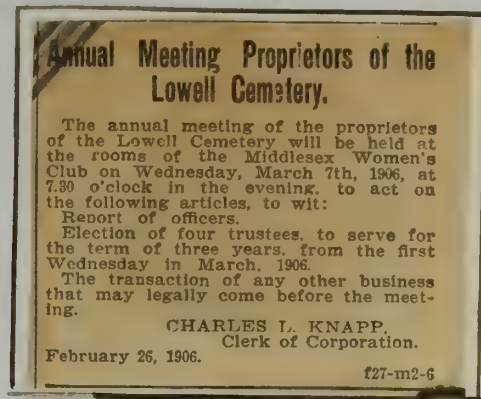 Annual Meeting Proprietors of the
Lowell Cemetery.
The annual meeting of the proprietors
of the Lowell Cemetery will be held at
the rooms of the Middlesex Women's
Club on Wednesday, March 7th, 1906, at
7.30 o'clock in the evening, to act on
the following articles, to wit:
Report of officers.
Election of four trustees, to serve for
the term of three years, from the first
Wednesday in March, 1906.
The transaction of any other business
that may legally come before the meet-
ing.
CHARLES L. KNAPP,
Clerk of Corporation.
February 26, 1906.
f27-m2-6